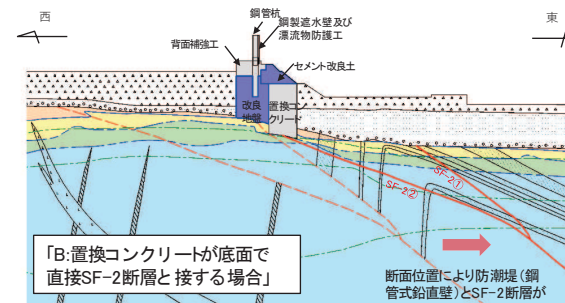 西
東
鋼管杭
鋼製遮水壁及び
漂流物防護工
背面補強工
セメント改良土
改良
地盤
置換コン
クリート
SF-2①
SF-2②
「B:置換コンクリートが底面で
直接SF-2断層と接する場合」
断面位置により防潮堤(鋼
管式鉛直壁)とSF-2断層が